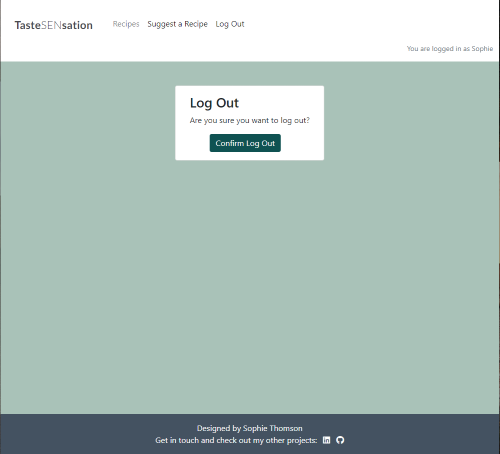 TasteSENsation
Recipes Suggest a Recipe Log Out
You are logged in as Sophie
Log Out
Are you sure you want to log out?
Confirm Log Out
Designed by Sophie Thomson
Get in touch and check out my other projects: